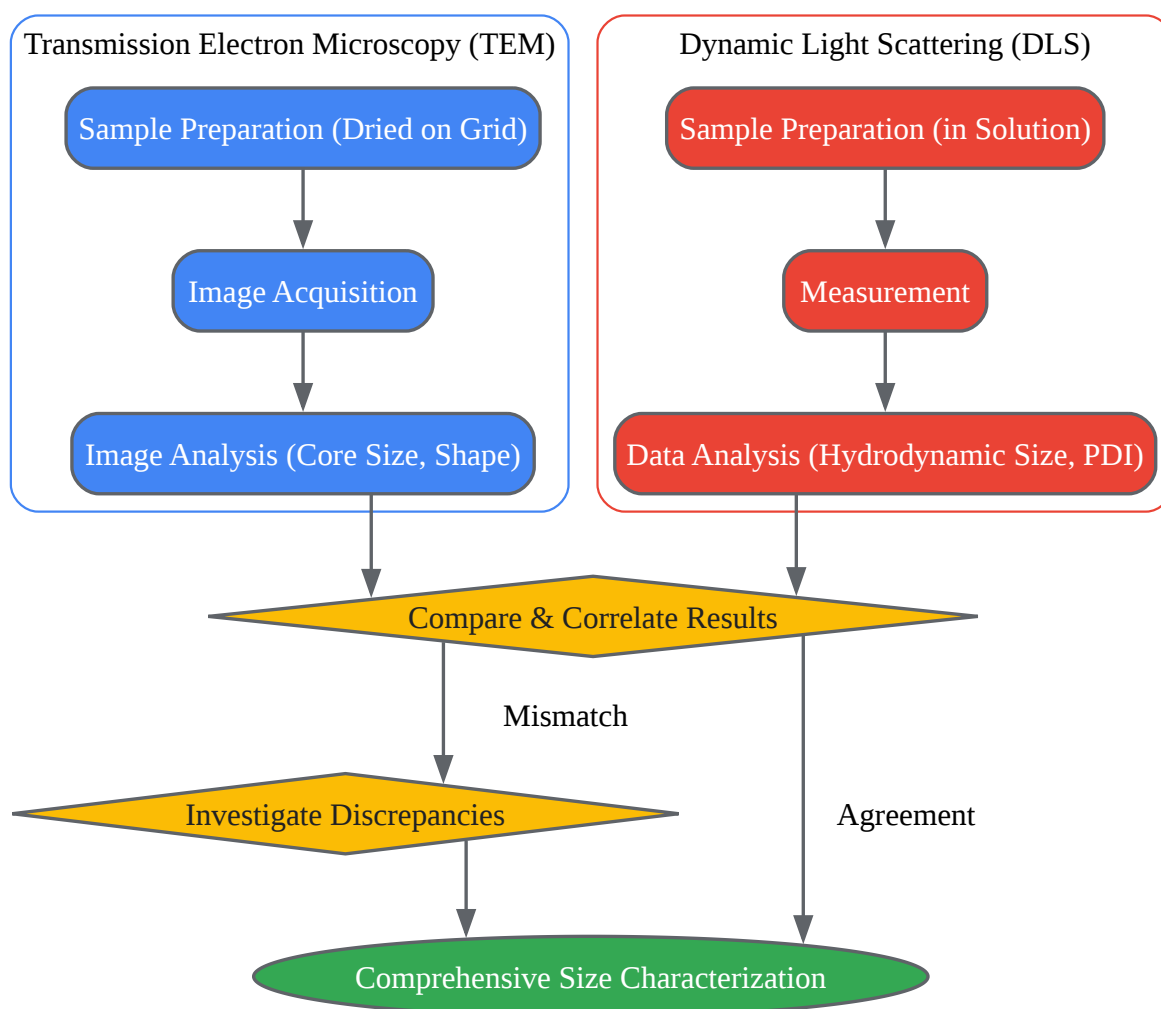 Transmission Electron Microscopy (TEM)
Sample Preparation (Dried on Grid)
Image Acquisition
Image Analysis (Core Size, Shape)
Dynamic Light Scattering (DLS)
Sample Preparation (in Solution)
Measurement
Data Analysis (Hydrodynamic Size, PDI)
Compare & Correlate Results
Mismatch
Investigate Discrepancies
Agreement
Comprehensive Size Characterization